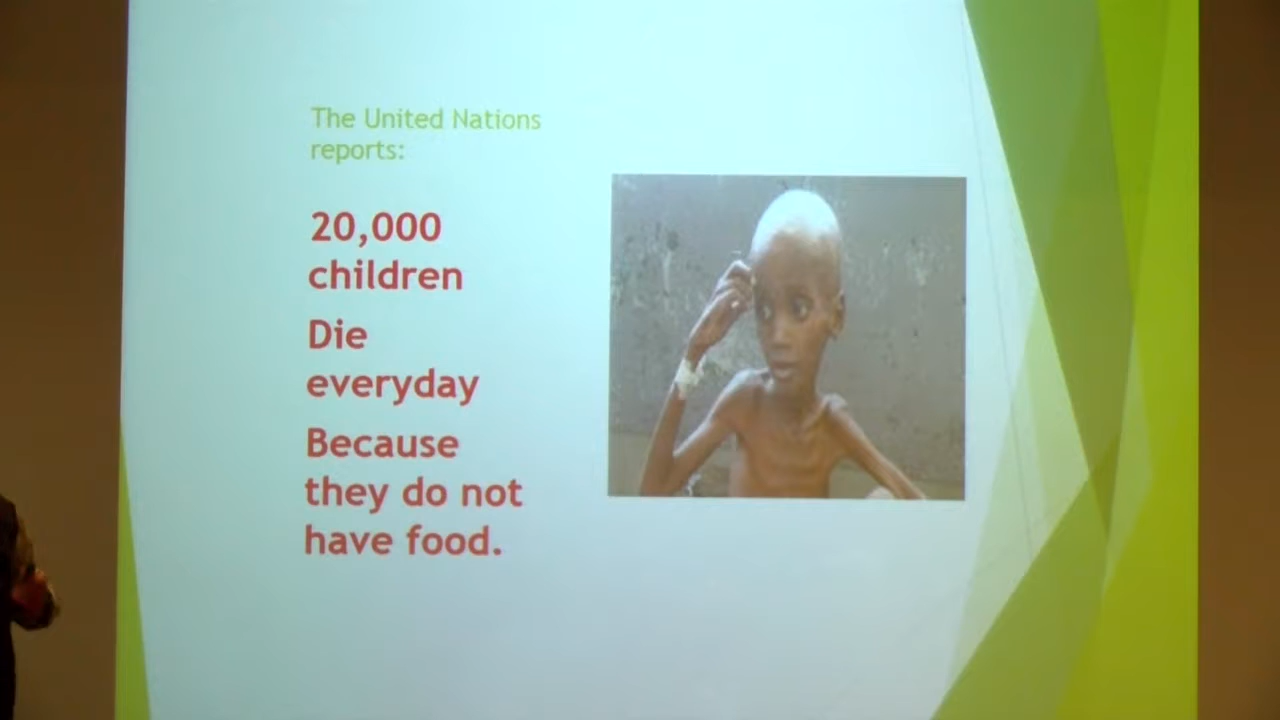 The United Nations
reports:
20,000
children
Die
everyday
Because
they do not
have food.